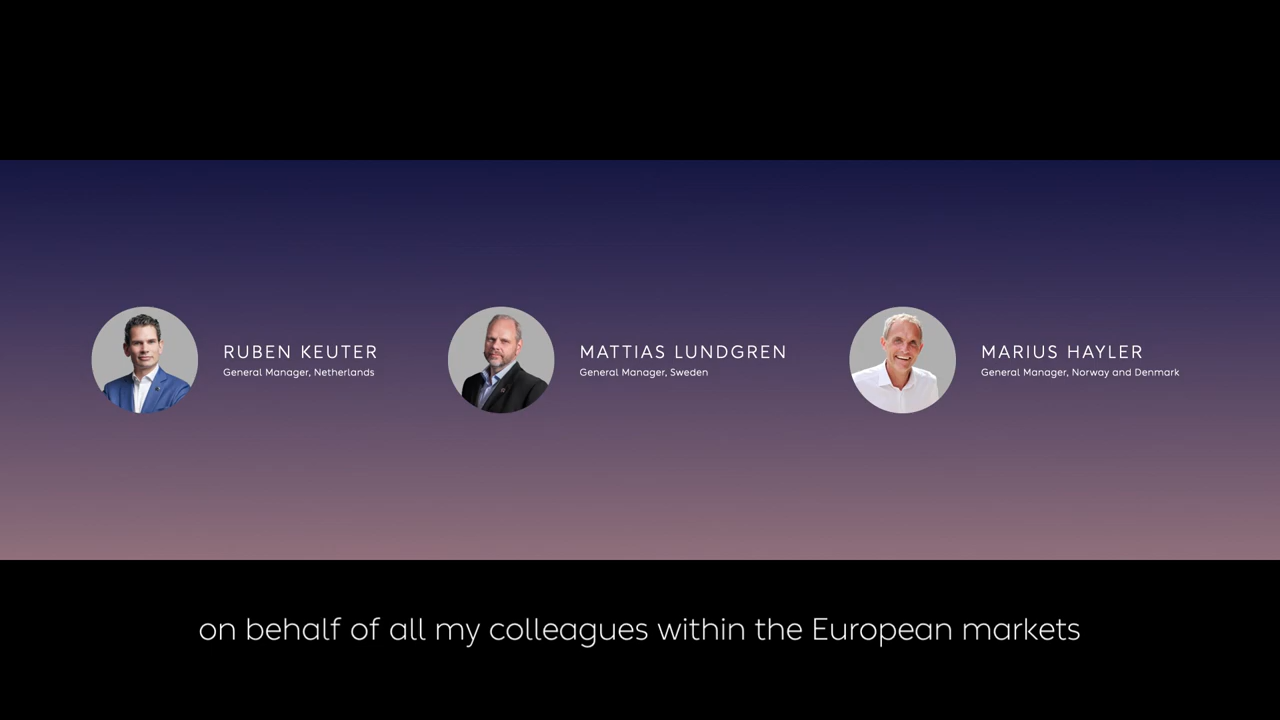 RUBEN KEUTER
General Manager, Netherlands
MATTIAS LUNDGREN
General Manager, Sweden
MARIUS HAYLER
General Manager, Norway and Denmark
on behalf of all my colleagues within the European markets